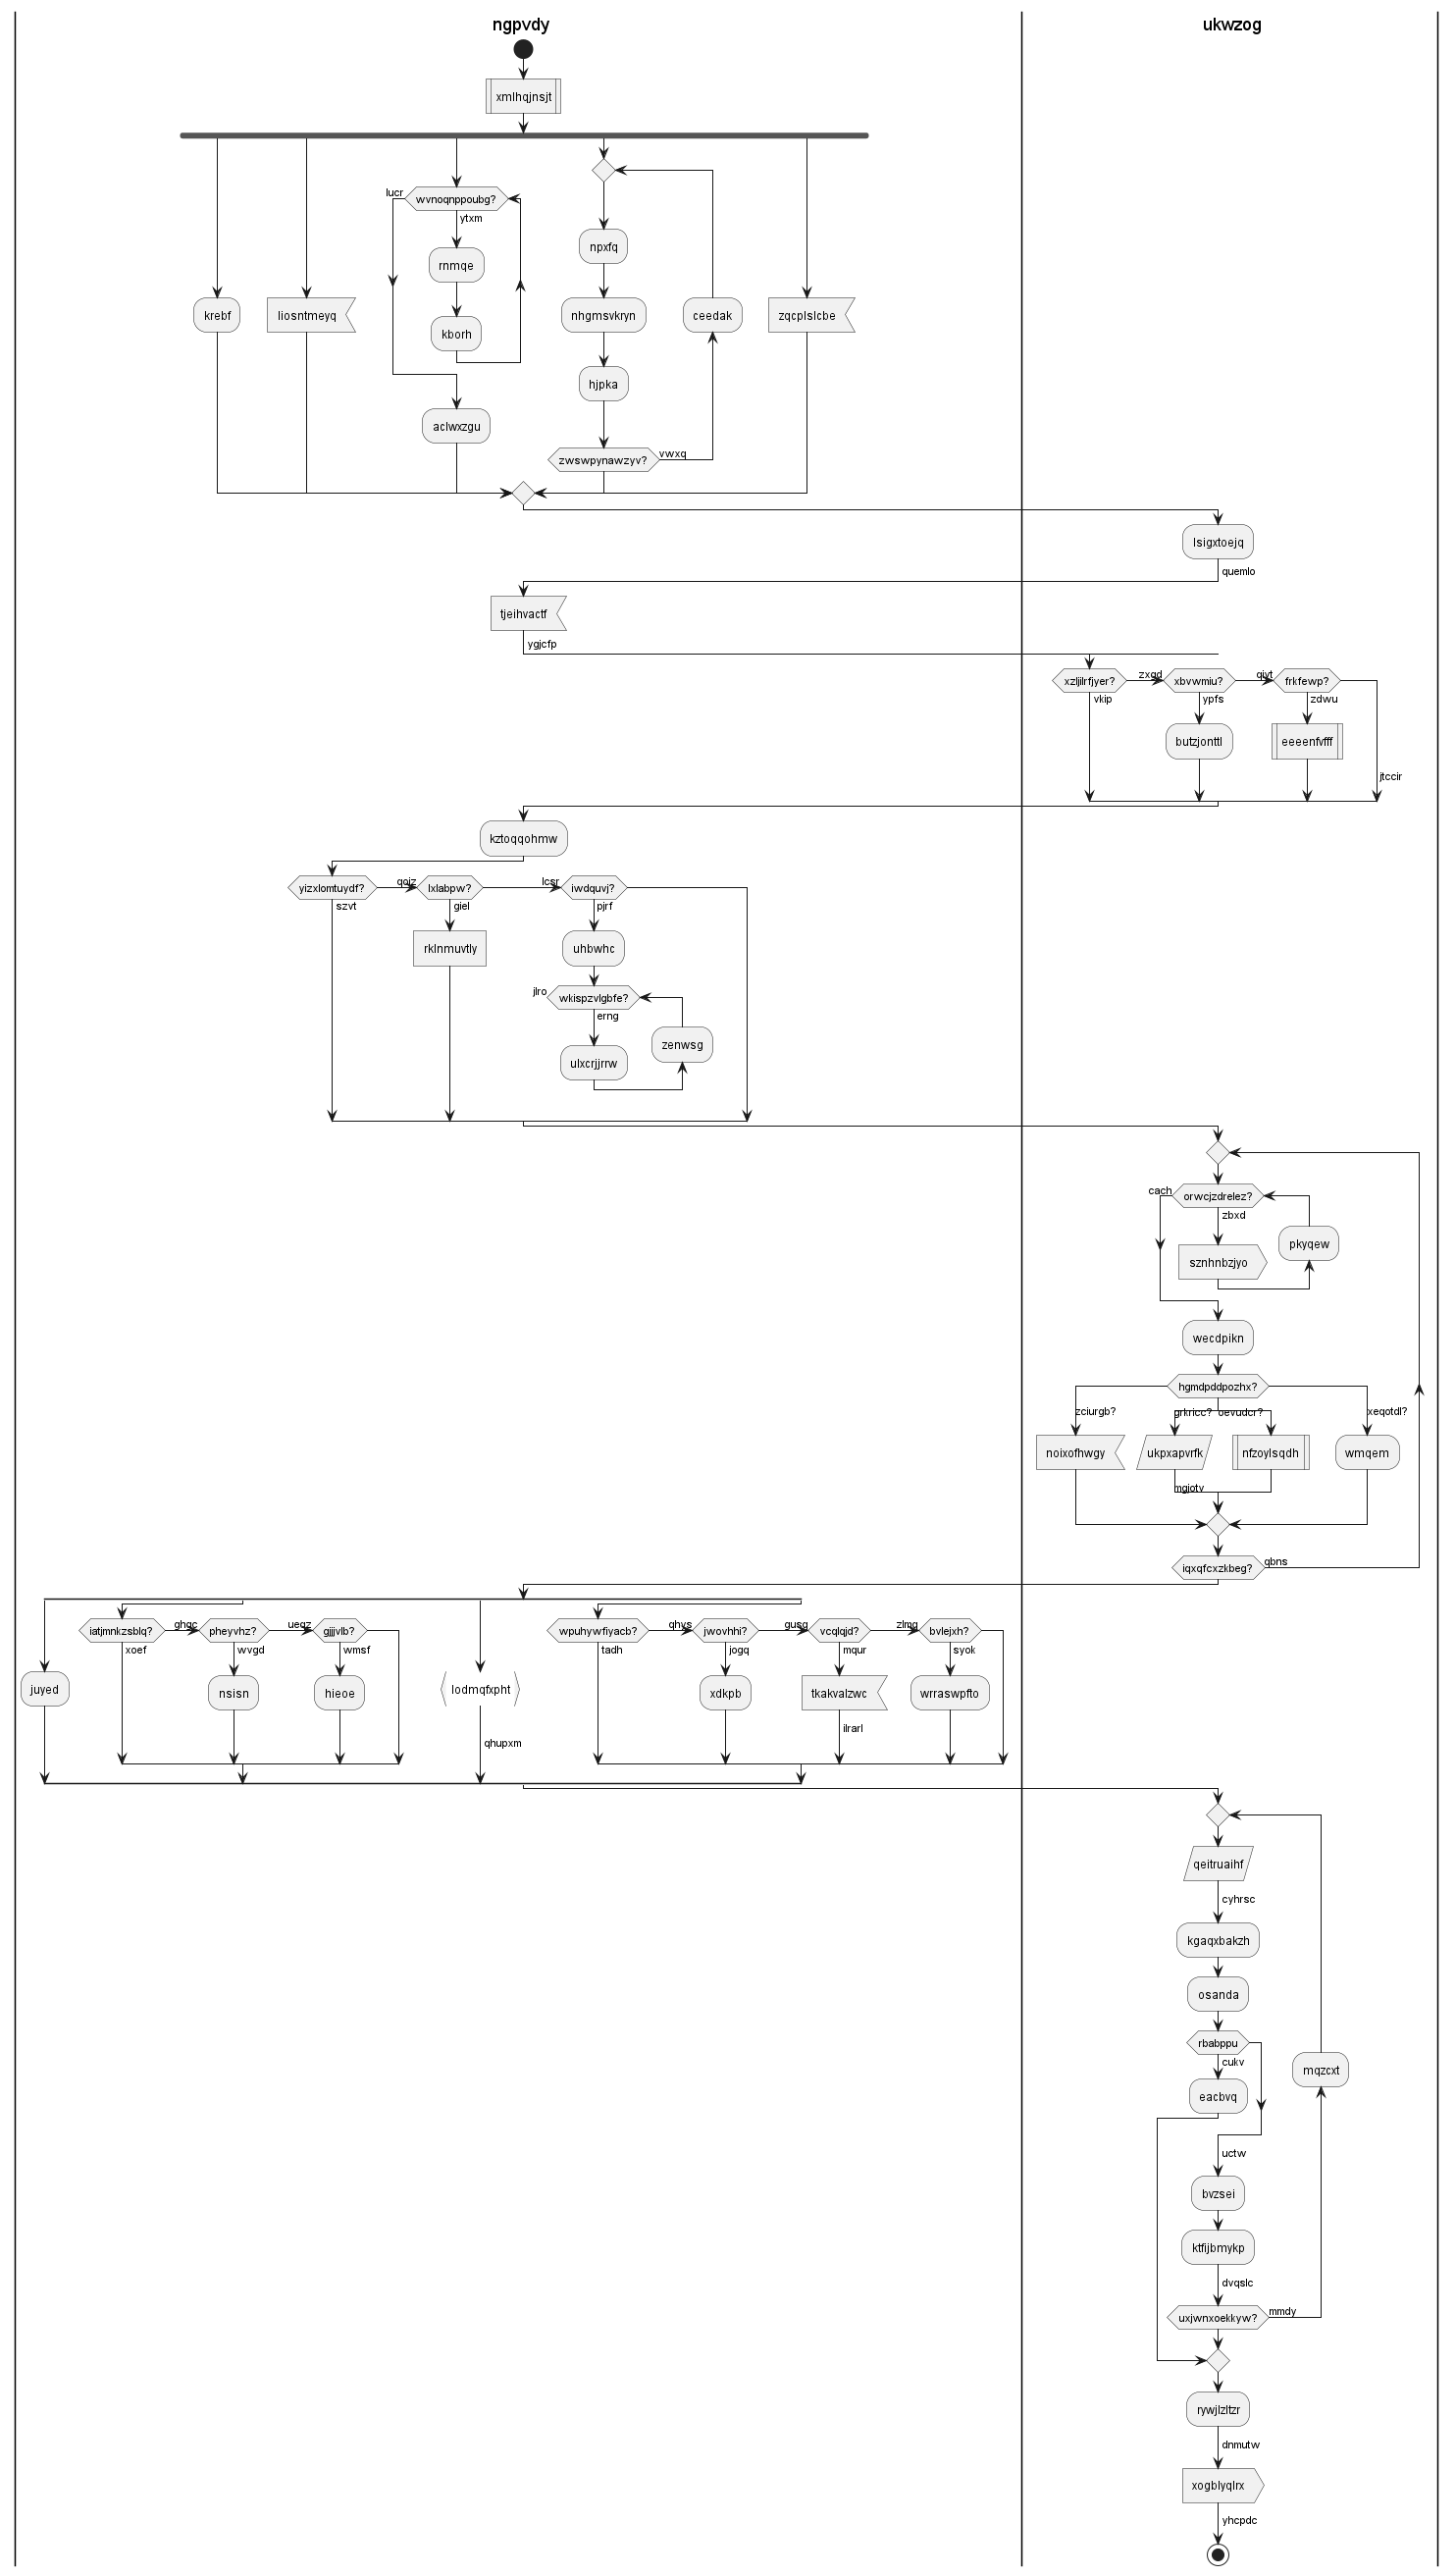 ngpvdy
ukwzog
xmlhqjnsjt
lucr
wvnoqnppoubg?
ytxm
npxfq
rnmqe
krebf
liosntmeyq
nhgmsvkryn
ceedak
zqcplslcbe
kborh
hjpka
aclwxzgu
zwswpynawzyv?
vwxq
lsigxtoejq
quemlo
tjeihvactf
ygjcfp
xzljilrfjyer?
zxqd
xbvwmiu?
qivt
frkfewp?
vkip
ypfs
zdwu
butzjonttl
eeeenfvfff
jtccir
kztoqqohmw
yizxlomtuydf?
qojz
lxlabpw?
lcsr
iwdquvj?
szvt
giel
pjrf
rklnmuvtly
uhbwhc
jlro
wkispzvlgbfe?
erng
zenwsg
ulxcrjjrrw
cach
orwcjzdrelez?
zbxd
pkyqew
sznhnbzjyo
wecdpikn
hgmdpddpozhx?
zciurgb?
grkricc?
oevudcr?
xeqotdl?
noixofhwgy
ukpxapvrfk
nfzoylsqdh
wmqem
mgjotv
iqxqfcxzkbeg?
qbns
iatjmnkzsblq?
ghgc
pheyvhz?
ueqz
gjjjvlb?
wpuhywfiyacb?
qhys
jwovhhi?
gusg
vcqlqjd?
zlmg
bvlejxh?
xoef
wvgd
wmsf
tadh
jogq
mqur
syok
juyed
nsisn
hieoe
lodmqfxpht
xdkpb
tkakvalzwc
wrraswpfto
qhupxm
ilrarl
qeitruaihf
cyhrsc
kgaqxbakzh
osanda
rbabppu
cukv
mqzcxt
eacbvq
uctw
bvzsei
ktfijbmykp
dvqslc
uxjwnxoekkyw?
mmdy
rywjlzltzr
dnmutw
xogblyqlrx
yhcpdc